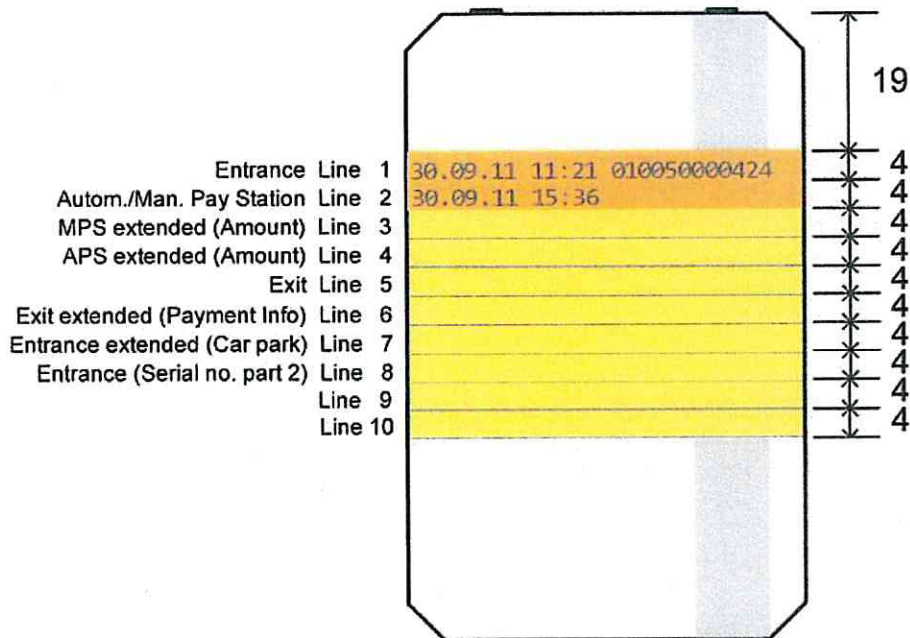 19
Entrance Line 1 30.09.11 11:21 010050000424 4
Autom./Man. Pay Station Line 2 30.09.11 15:36 4
MPS extended (Amount) Line 3 4
APS extended (Amount) Line 4 4
Exit Line 5 4
Exit extended (Payment Info) Line 6 4
Entrance extended (Car park) Line 7 4
Entrance (Serial no. part 2) Line 8 4
Line 9 4
Line 10 4